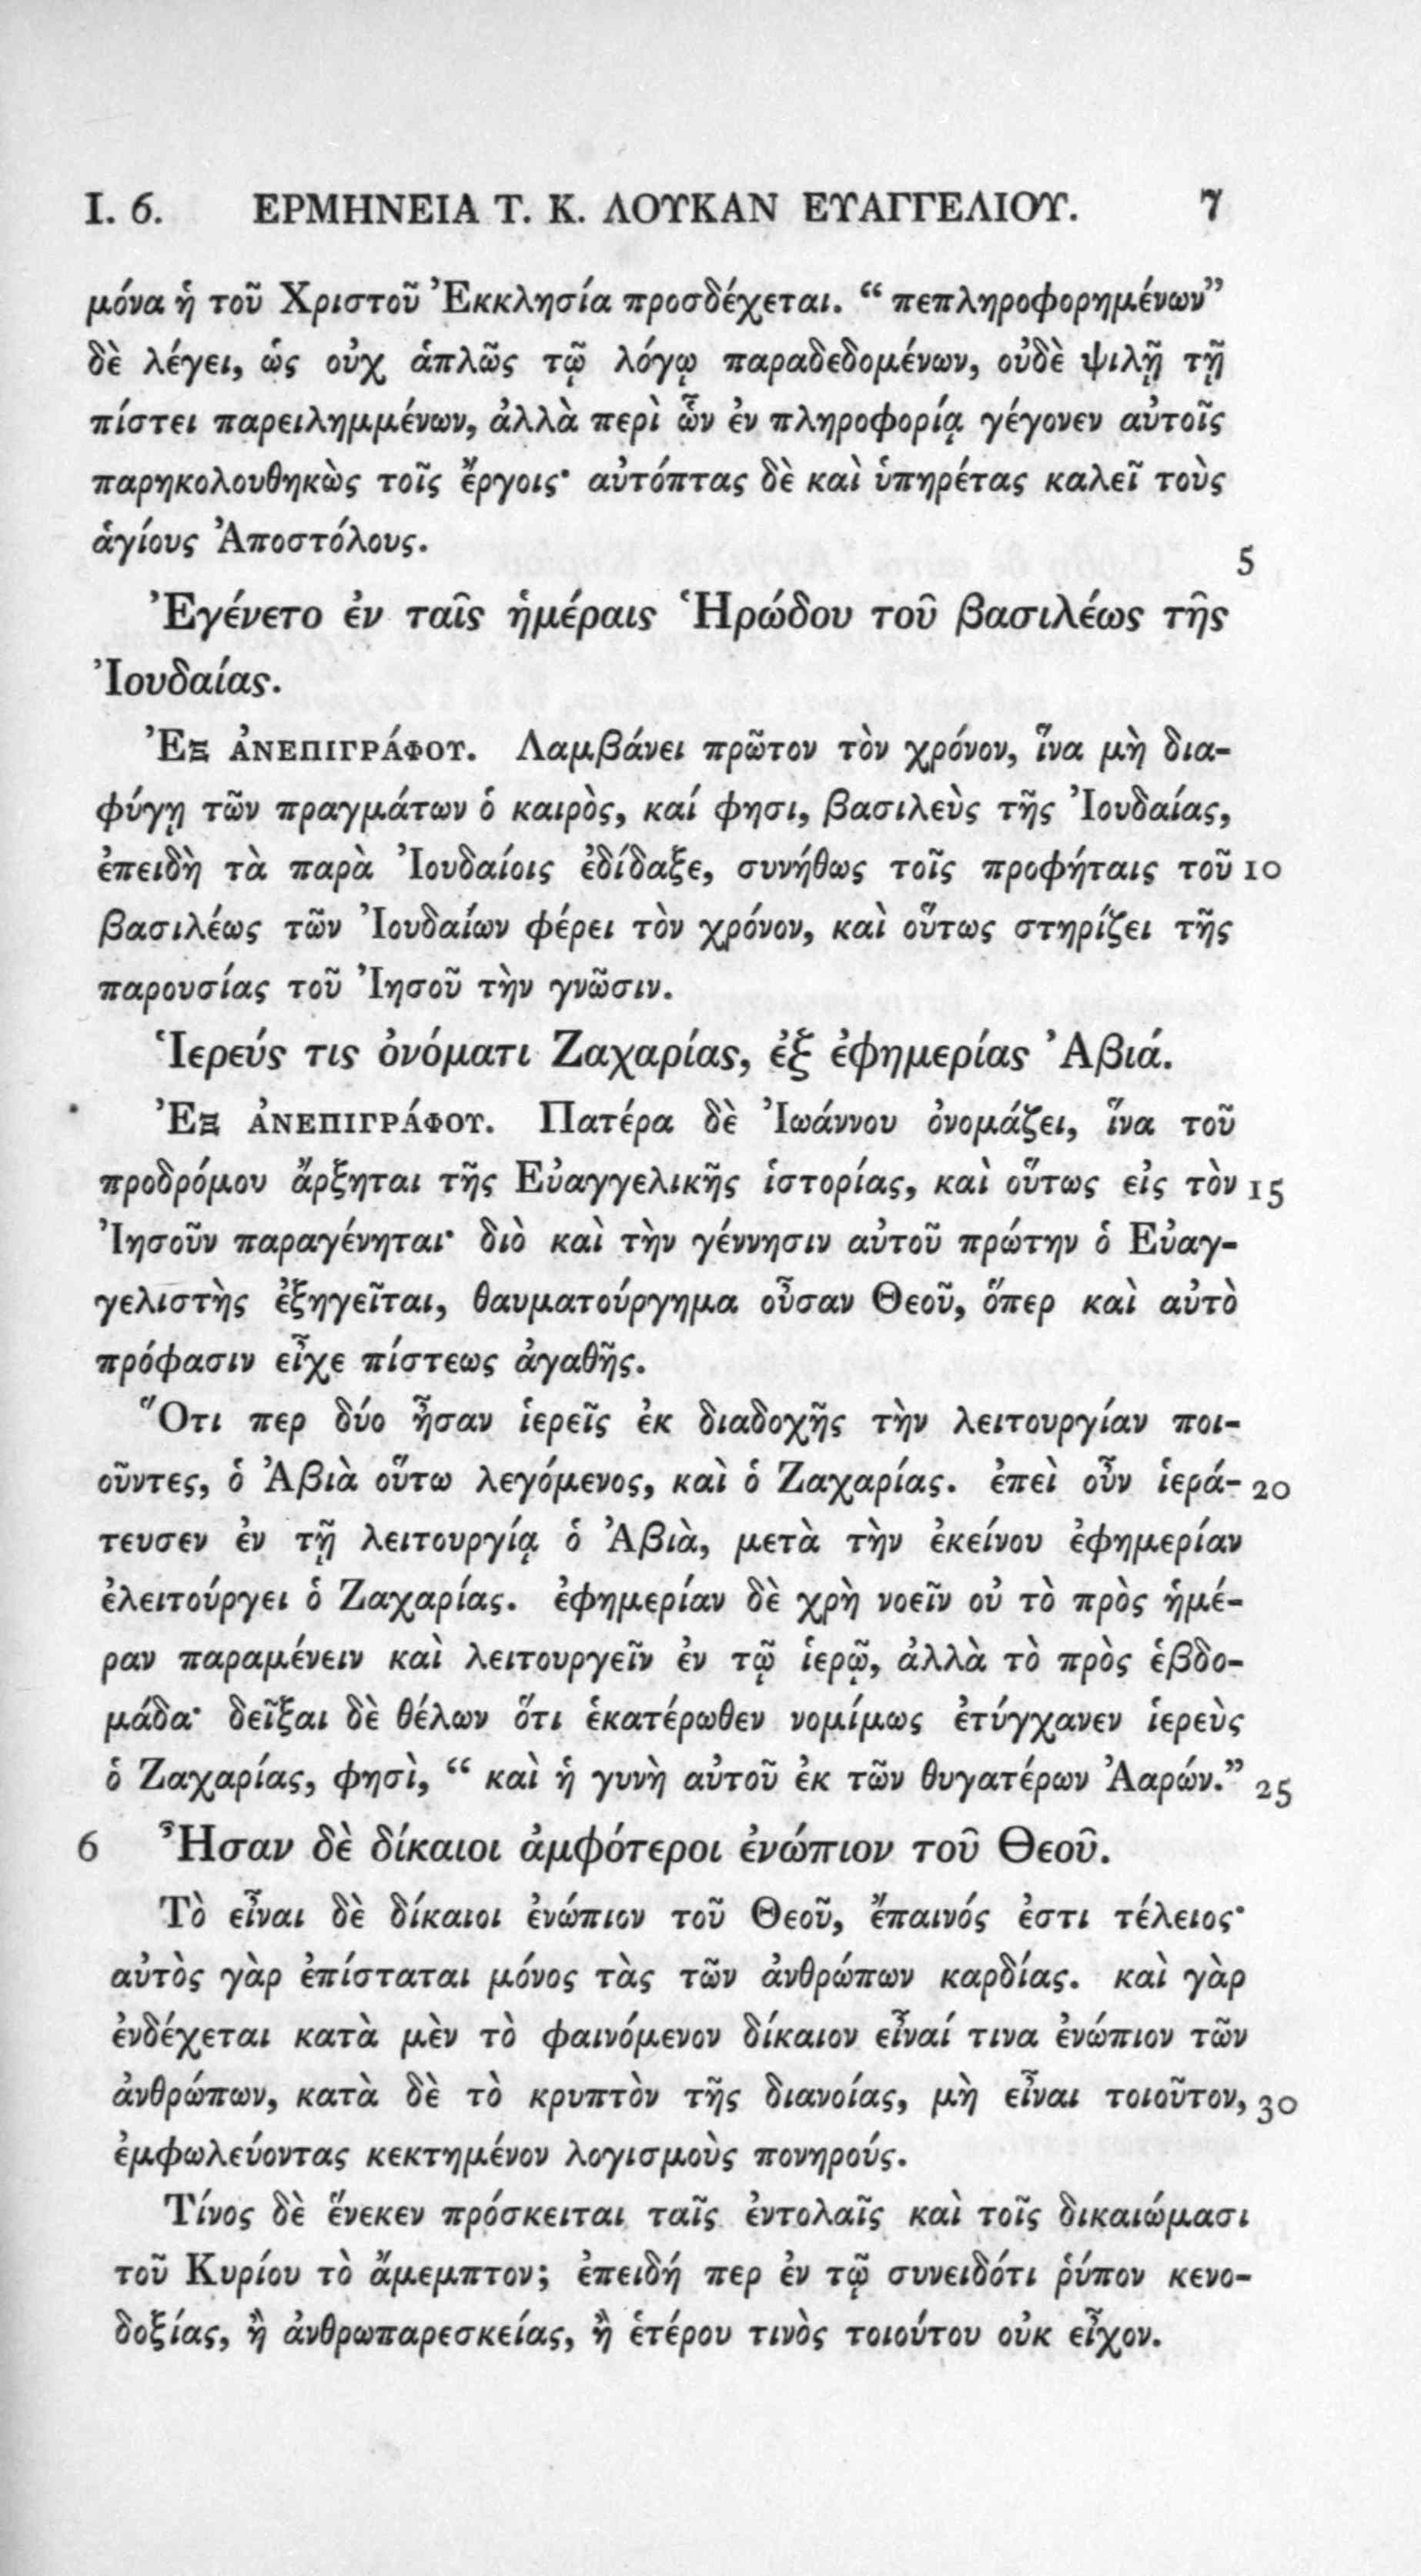 I. 6. ΕΡΜΗΝΕΙΑ Τ. Κ. ΛΟΥΚΑΝ ΕΥΑΓΓΕΛΙΟΥ. 7
μόνα ἡ τοῦ Χριστοῦ Ἐκκλησία προσδέχεται. “ πεπληροφορημένων”
δὲ λέγει, ὡς οὐχ ἁπλῶς τῷ λόγῳ παραδεδομένων, οὐδὲ ψιλῇ τῇ
πίστει παρειλημμένων, ἀλλὰ περὶ ὧν ἐν πληροφορίᾳ γέγονεν αὐτοῖς
παρηκολουθηκὼς τοῖς ἔργοις· αὐτόπτας δὲ καὶ ὑπηρέτας καλεῖ τοὺς
ἁγίους Ἀποστόλους. 5
Ἐγένετο ἐν ταῖς ἡμέραις Ἡρώδου τοῦ βασιλέως τῆς
Ἰουδαίας.
Ἐξ ἀνεπιγράφου. Λαμβάνει πρῶτον τὸν χρόνον, ἵνα μὴ δια-
φύγῃ τῶν πραγμάτων ὁ καιρὸς, καί φησι, βασιλεὺς τῆς Ἰουδαίας,
ἐπειδὴ τὰ παρὰ Ἰουδαίοις ἐδίδαξε, συνήθως τοῖς προφήταις τοῦ 10
βασιλέως τῶν Ἰουδαίων φέρει τὸν χρόνον, καὶ οὕτως στηρίζει τῆς
παρουσίας τοῦ Ἰησοῦ τὴν γνῶσιν.
Ἱερεύς τις ὀνόματι Ζαχαρίας, ἐξ ἐφημερίας Ἀβιά.
Ἐξ ἀνεπιγράφου. Πατέρα δὲ Ἰωάννου ὀνομάζει, ἵνα τοῦ
προδρόμου ἄρξηται τῆς Εὐαγγελικῆς ἱστορίας, καὶ οὕτως εἰς τὸν 15
Ἰησοῦν παραγένηται· διὸ καὶ τὴν γέννησιν αὐτοῦ πρώτην ὁ Εὐαγ-
γελιστὴς ἐξηγεῖται, θαυματούργημα οὖσαν Θεοῦ, ὅπερ καὶ αὐτὸ
πρόφασιν εἶχε πίστεως ἀγαθῆς.
Ὅτι περ δύο ἦσαν ἱερεῖς ἐκ διαδοχῆς τὴν λειτουργίαν ποι-
οῦντες, ὁ Ἀβιὰ οὕτω λεγόμενος, καὶ ὁ Ζαχαρίας. ἐπεὶ οὖν ἱερά- 20
τευσεν ἐν τῇ λειτουργίᾳ ὁ Ἀβιὰ, μετὰ τὴν ἐκείνου ἐφημερίαν
ἐλειτούργει ὁ Ζαχαρίας. ἐφημερίαν δὲ χρὴ νοεῖν οὐ τὸ πρὸς ἡμέ-
ραν παραμένειν καὶ λειτουργεῖν ἐν τῷ ἱερῷ, ἀλλὰ τὸ πρὸς ἑβδο-
μάδα· δεῖξαι δὲ θέλων ὅτι ἑκατέρωθεν νομίμως ἐτύγχανεν ἱερεὺς
ὁ Ζαχαρίας, φησὶ, “ καὶ ἡ γυνὴ αὐτοῦ ἐκ τῶν θυγατέρων Ἀαρών.” 25
6 Ἦσαν δὲ δίκαιοι ἀμφότεροι ἐνώπιον τοῦ Θεοῦ.
Τὸ εἶναι δὲ δίκαιοι ἐνώπιον τοῦ Θεοῦ, ἔπαινός ἐστι τέλειος·
αὐτὸς γὰρ ἐπίσταται μόνος τὰς τῶν ἀνθρώπων καρδίας. καὶ γὰρ
ἐνδέχεται κατὰ μὲν τὸ φαινόμενον δίκαιον εἶναί τινα ἐνώπιον τῶν
ἀνθρώπων, κατὰ δὲ τὸ κρυπτὸν τῆς διανοίας, μὴ εἶναι τοιοῦτον, 30
ἐμφωλεύοντας κεκτημένον λογισμοὺς πονηρούς.
Τίνος δὲ ἕνεκεν πρόσκειται ταῖς ἐντολαῖς καὶ τοῖς δικαιώμασι
τοῦ Κυρίου τὸ ἄμεμπτον; ἐπειδή περ ἐν τῷ συνειδότι ῥύπον κενο-
δοξίας, ἢ ἀνθρωπαρεσκείας, ἢ ἑτέρου τινὸς τοιούτου οὐκ εἶχον.